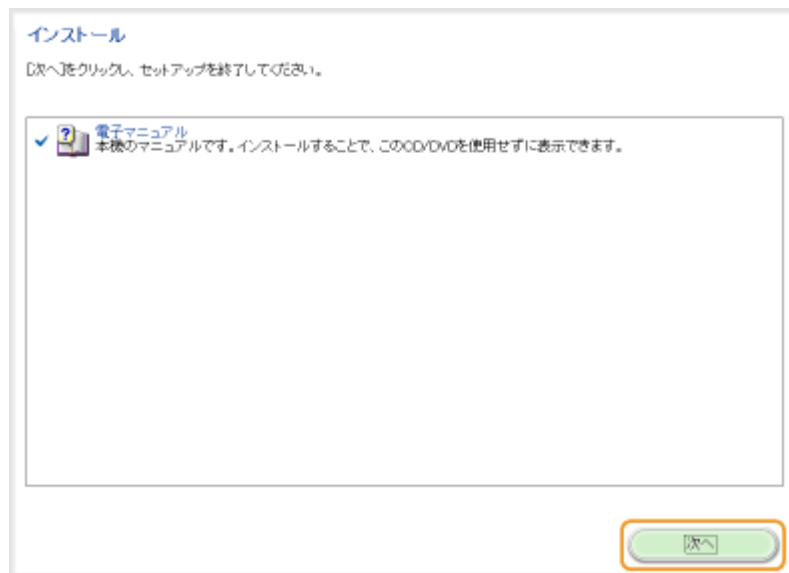 インストール
[次へ]をクリックし、セットアップを終了してください。
電子マニュアル
本機のマニュアルです。インストールすることで、このCD/DVDを使用せずに表示できます。
次へ